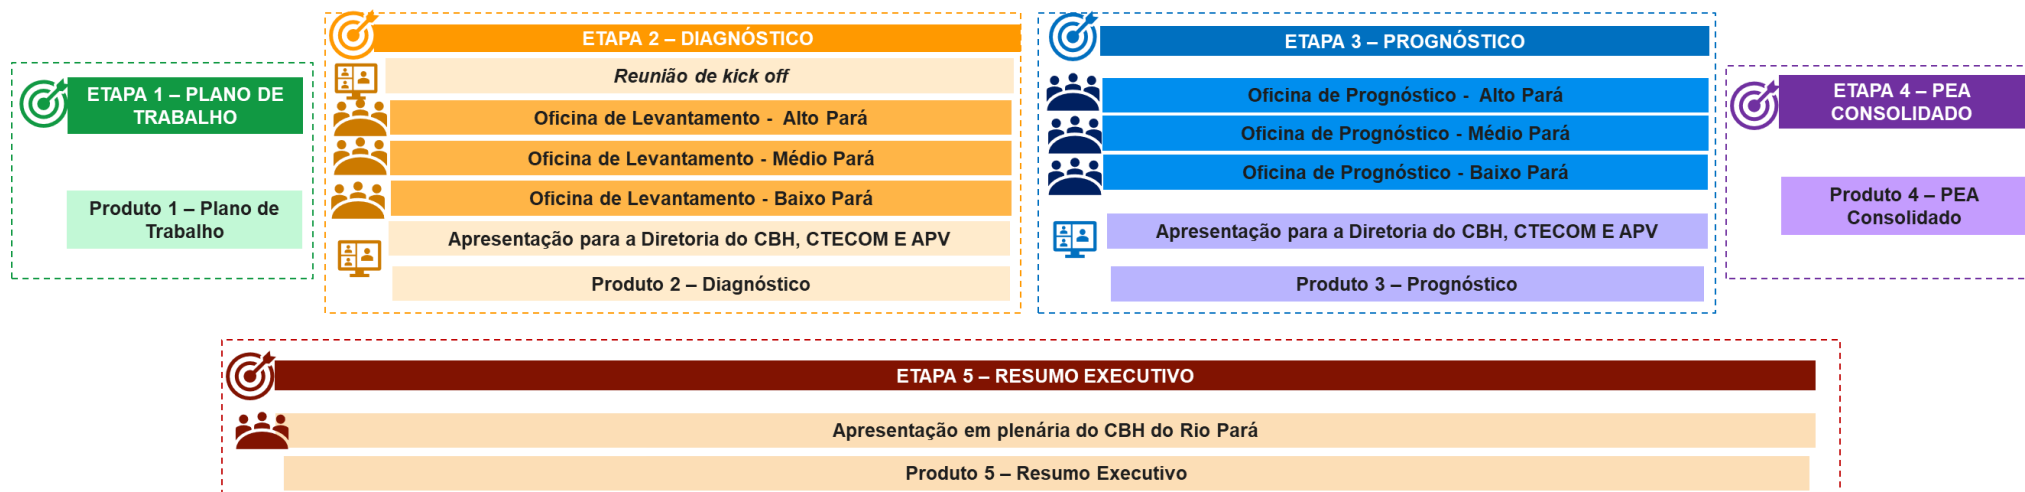 ETAPA 1 – PLANO DE
TRABALHO
Produto 1 – Plano de
Trabalho
ETAPA 2 – DIAGNÓSTICO
Reunião de kick off
Oficina de Levantamento -  Alto Pará
Oficina de Levantamento - Médio Pará
Oficina de Levantamento - Baixo Pará
Apresentação para a Diretoria do CBH, CTECOM E APV
Produto 2 – Diagnóstico
ETAPA 3 – PROGNÓSTICO
Oficina de Prognóstico -  Alto Pará
Oficina de Prognóstico - Médio Pará
Oficina de Prognóstico - Baixo Pará
Apresentação para a Diretoria do CBH, CTECOM E APV
Produto 3 – Prognóstico
ETAPA 4 – PEA
CONSOLIDADO
Produto 4 – PEA
Consolidado
ETAPA 5 – RESUMO EXECUTIVO
Apresentação em plenária do CBH do Rio Pará
Produto 5 – Resumo Executivo